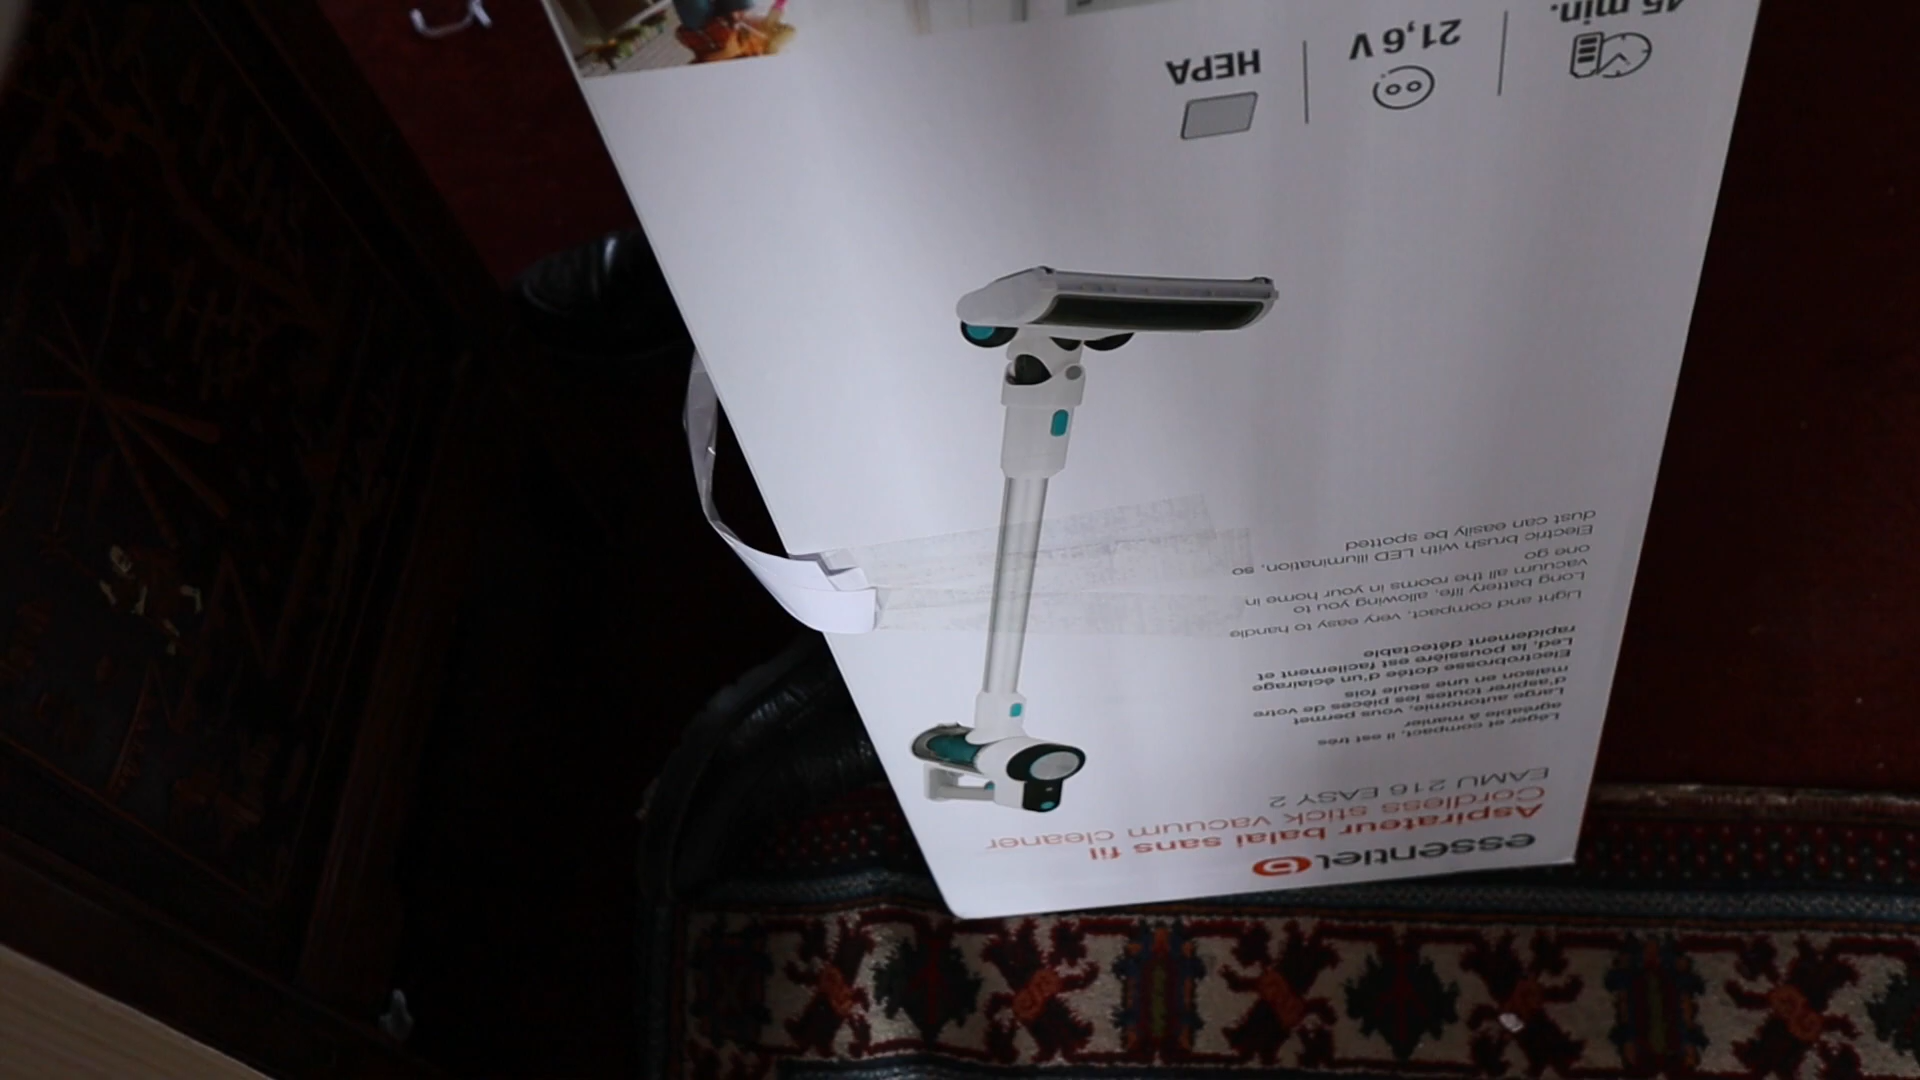 essentiel b
Aspirateur balai sans fil
Cordless stick vacuum cleaner
EAMU 216 EASY 2
Léger et compact, il est très
agréable à manier
Large autonomie, vous permet
d'aspirer toutes les pièces de votre
maison en une seule fois
Electrobrosse dotée d'un éclairage
Led, la poussière est facilement et
rapidement détectable
Light and compact, very easy to handle
Long battery life, allowing you to
vacuum all the rooms in your home in
one go
Electric brush with LED illumination, so
dust can easily be spotted
45 min.
21,6 V
HEPA